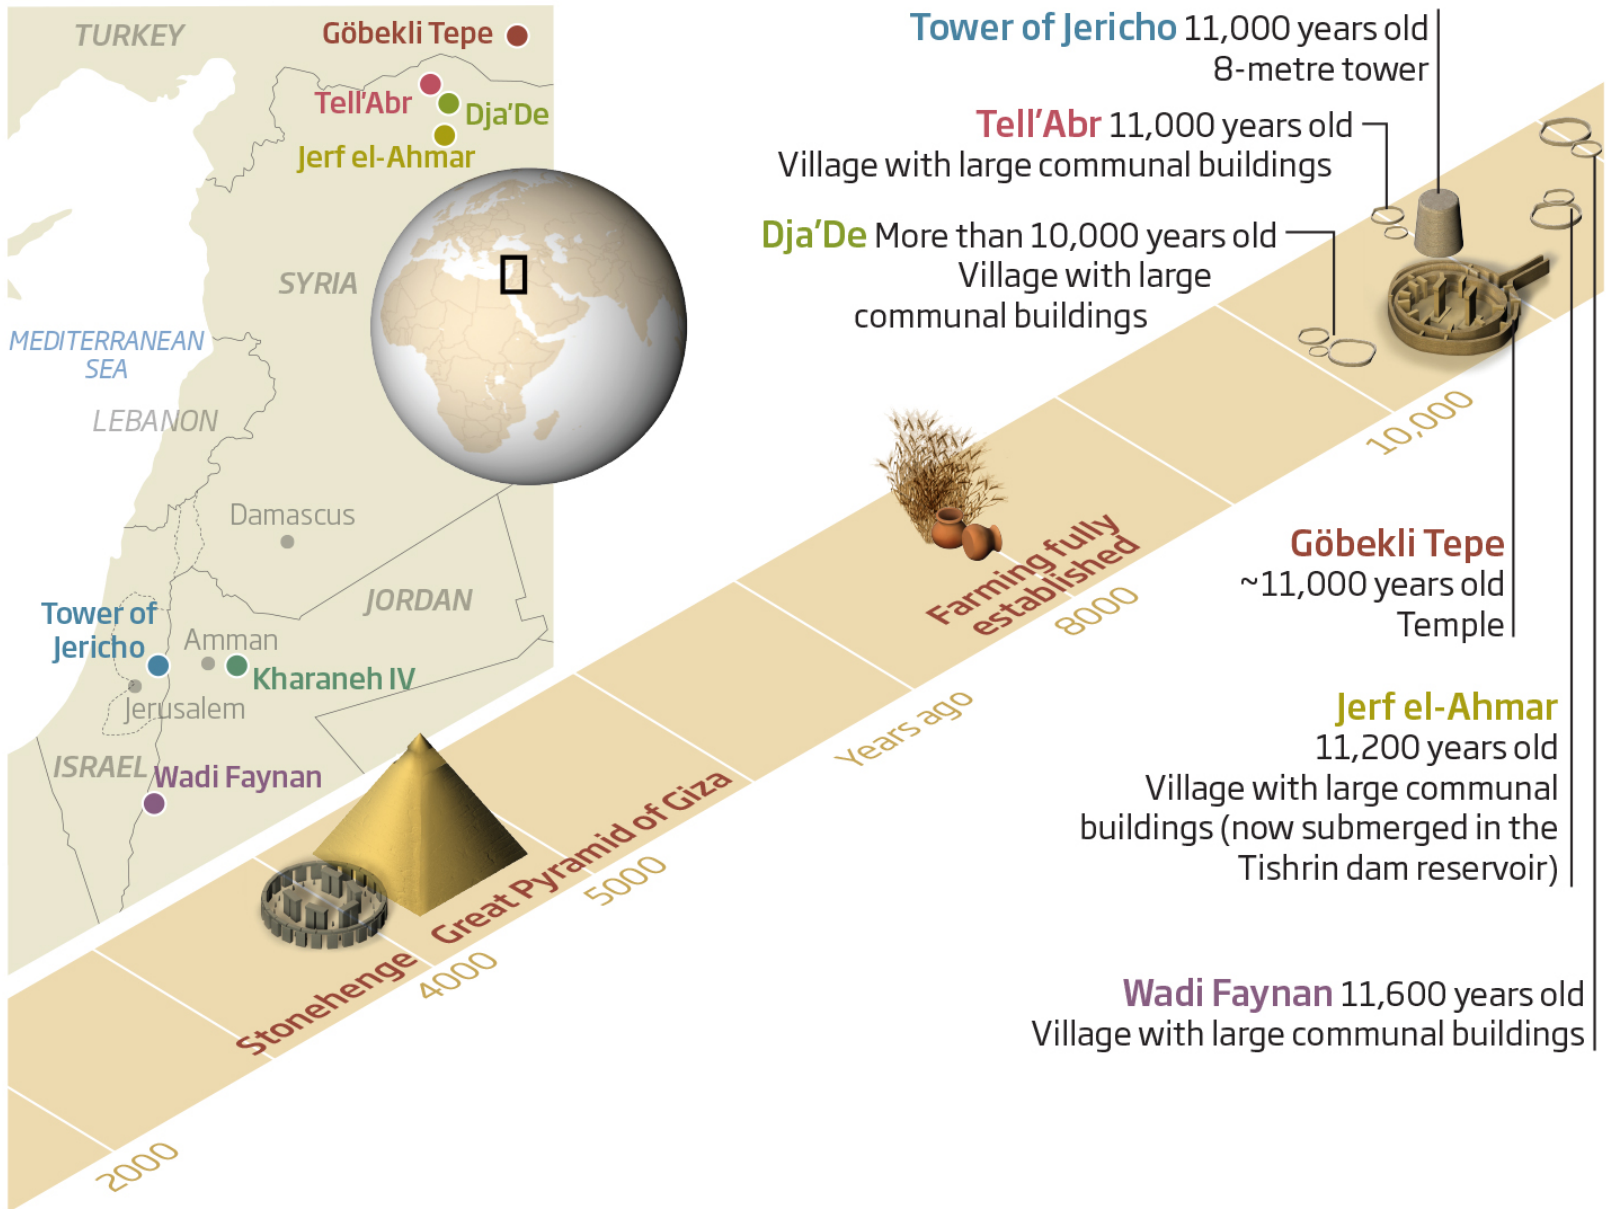 TURKEY
Göbekli Tepe
Tell'Abr
Dja'De
Jerf el-Ahmar
SYRIA
MEDITERRANEAN
SEA
LEBANON
Damascus
JORDAN
Tower of
Jericho
Amman
Kharaneh IV
Jerusalem
ISRAEL
Wadi Faynan
Tower of Jericho 11,000 years old
8-metre tower
Tell'Abr 11,000 years old
Village with large communal buildings
Dja'De More than 10,000 years old
Village with large
communal buildings
10,000
Farming fully
established
8000
Years ago
Great Pyramid of Giza
5000
Stonehenge
4000
2000
Göbekli Tepe
~11,000 years old
Temple
Jerf el-Ahmar
11,200 years old
Village with large communal
buildings (now submerged in the
Tishrin dam reservoir)
Wadi Faynan 11,600 years old
Village with large communal buildings